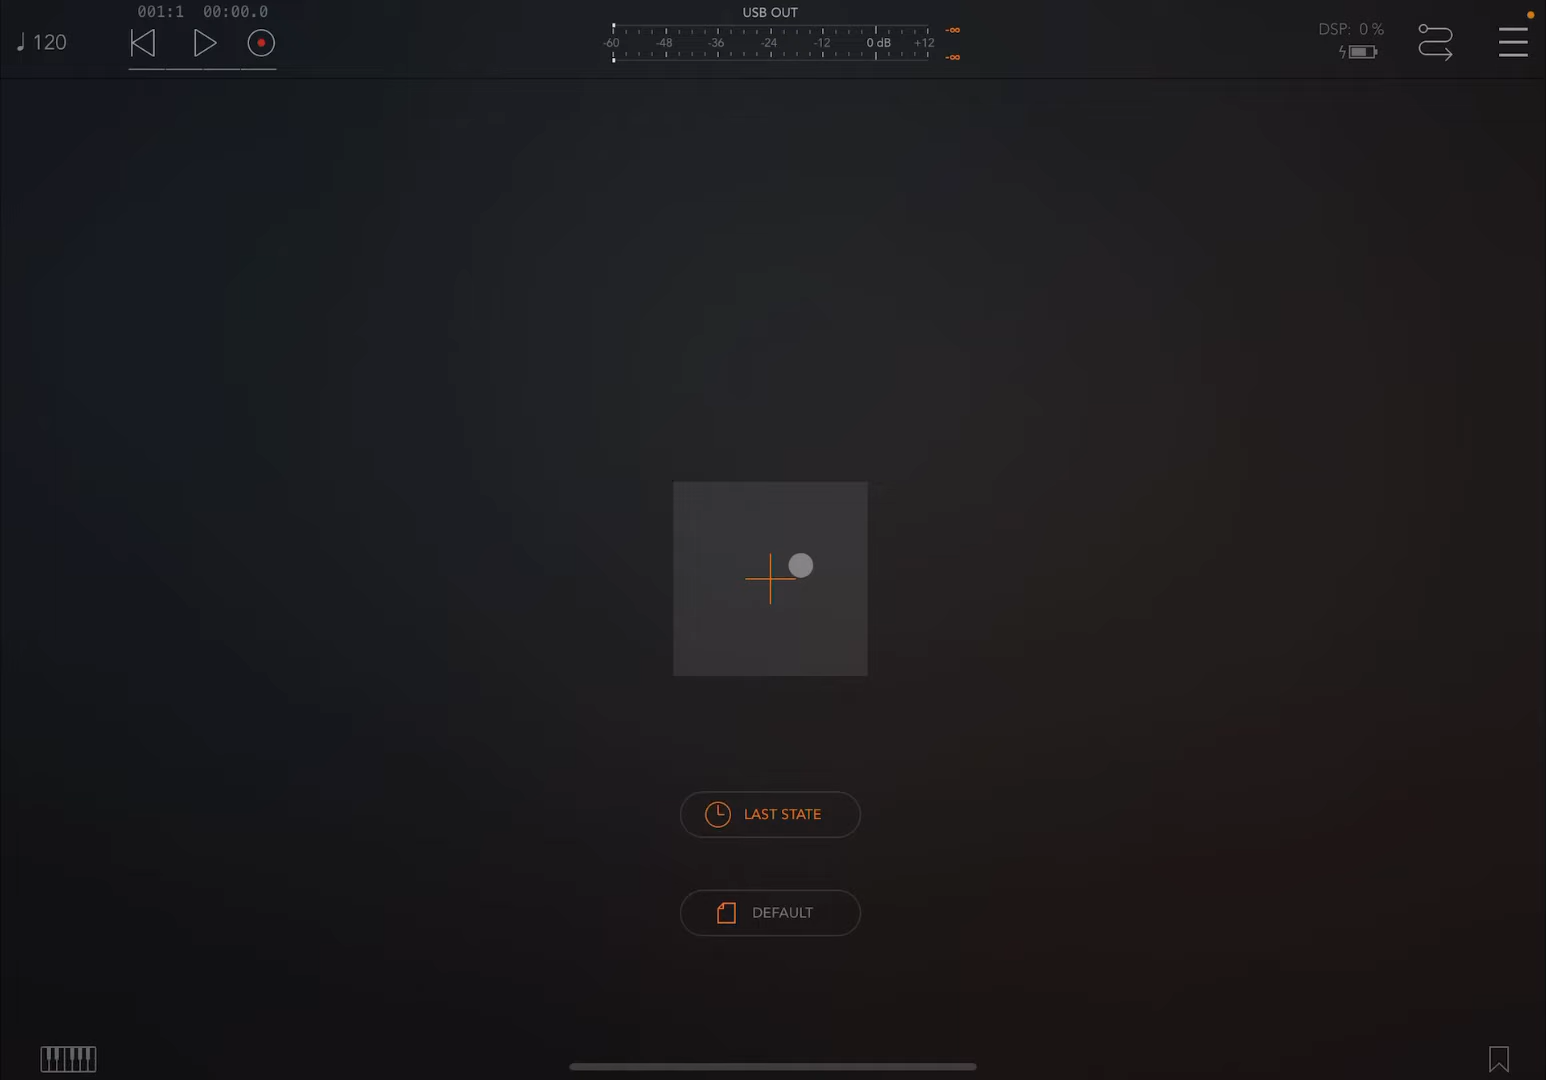 001:1 00:00.0
USB OUT
120
-60 -48 -36 -24 -12 0 dB +12
-∞
-∞
DSP: 0 %
LAST STATE
DEFAULT